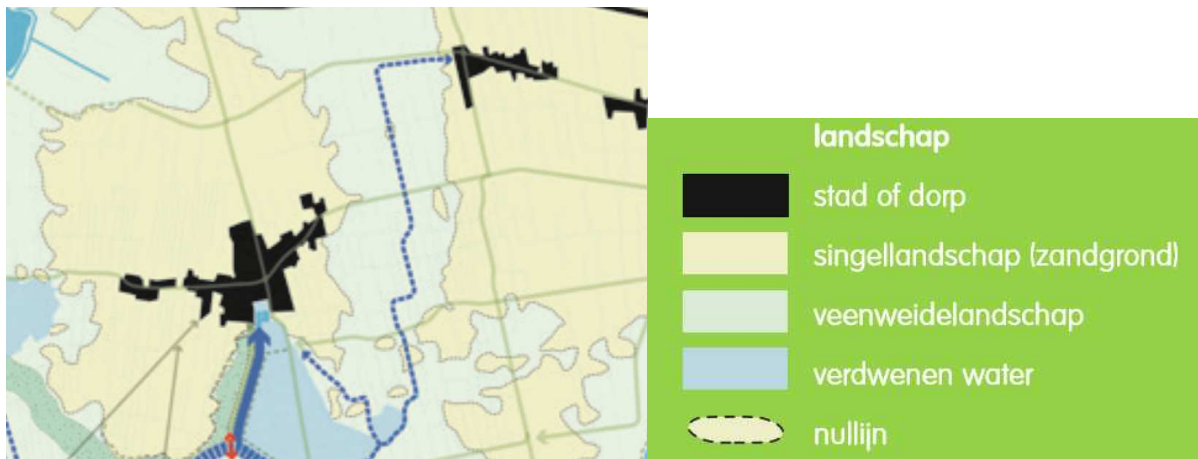 landschap
stad of dorp
singellandschap (zandgrond)
veenweidelandschap
verdwenen water
nullijn